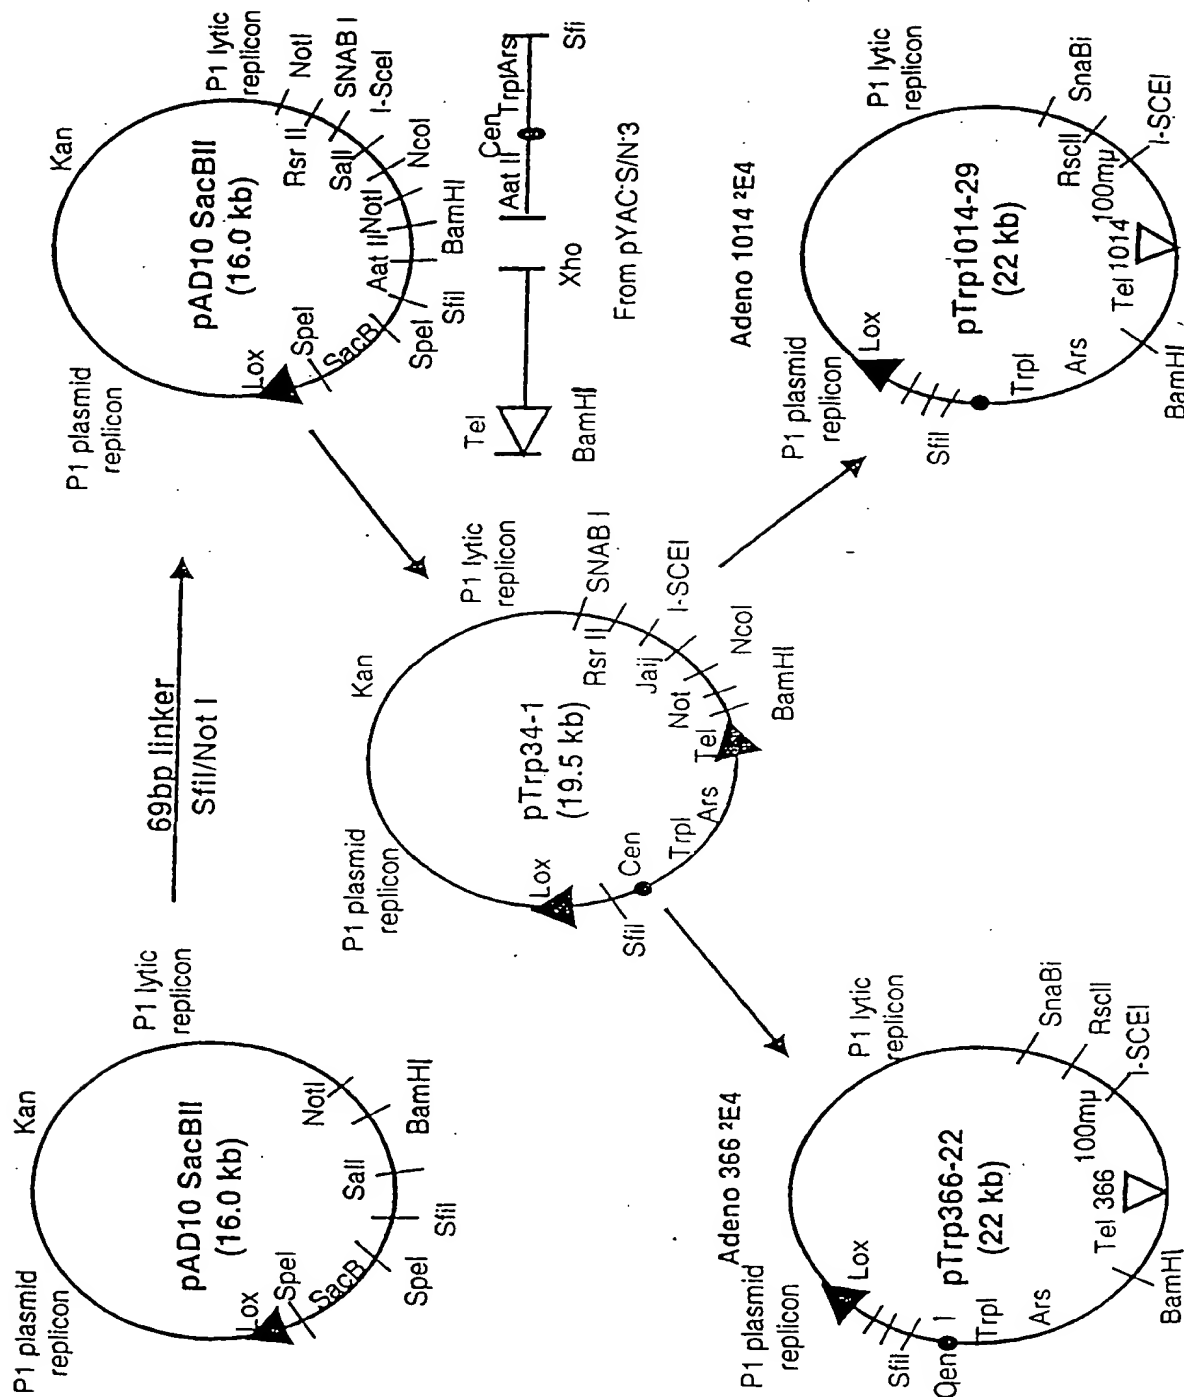 P1 plasmid
replicon
Kan
P1 lytic
replicon
pAD10 SacBII
(16.0 kb)
Lox
SpeI
SacB
SpeI
SfiI
SalI
BamHI
NotI
69bp linker
SfiI/Not I
P1 plasmid
replicon
Kan
P1 lytic
replicon
pAD10 SacBII
(16.0 kb)
Lox
SpeI
SacBI
SpeI
SfiI
Aat II
BamHI
NotI
NcoI
SalI
I-SceI
SNAB I
Rsr II
NotI
Tel
BamHI
Xho
Aat II
Cen
TrpIArs
Sfi
From pYAC:S/N:3
P1 plasmid
replicon
Kan
P1 lytic
replicon
pTrp34-1
(19.5 kb)
Lox
SfiI
Cen
TrpI
Ars
Tel
BamHI
Not
NcoI
Jaij
I-SCEI
Rsr II
SNAB I
Adeno 366 ²E4
P1 plasmid
replicon
P1 lytic
replicon
Lox
pTrp366-22
(22 kb)
SfiI
Qen I
TrpI
Ars
BamHI
Tel 366
100mµ
I-SCEI
RscII
SnaBi
Adeno 1014 ²E4
P1 plasmid
replicon
P1 lytic
replicon
Lox
pTrp1014-29
(22 kb)
SfiI
TrpI
Ars
BamHI
Tel 1014
100mµ
I-SCEI
RscII
SnaBi